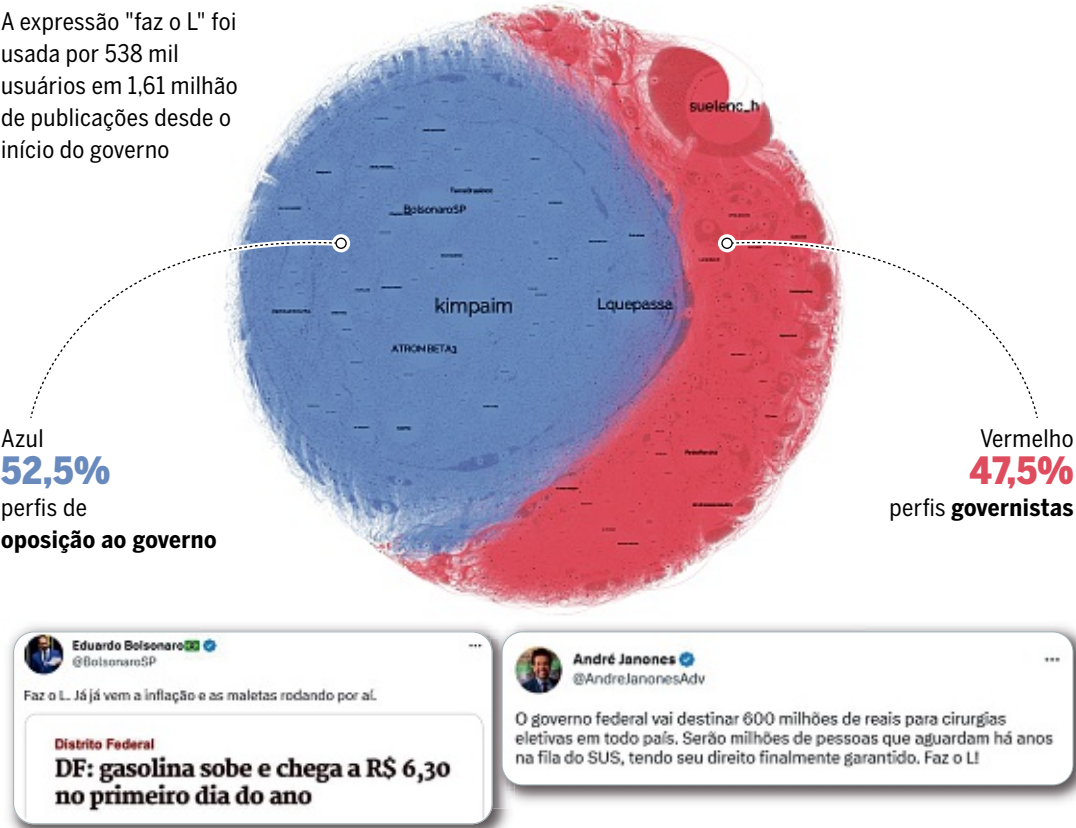 A expressão "faz o L" foi
usada por 538 mil
usuários em 1,61 milhão
de publicações desde o
início do governo
suelenc_h
BolsonaroSP
kimpaim
Lquepassa
ATRON BETA3
Azul
52,5%
perfis de
oposição ao governo
Vermelho
47,5%
perfis governistas
Eduardo Bolsonaro
@BolsonaroSP
Faz o L. Já já vem a inflação e as maletas rodando por aí.
Distrito Federal
DF: gasolina sobe e chega a R$ 6,30
no primeiro dia do ano
André Janones
@AndreJanonesAdv
O governo federal vai destinar 600 milhões de reais para cirurgias
eletivas em todo país. Serão milhões de pessoas que aguardam há anos
na fila do SUS, tendo seu direito finalmente garantido. Faz o L!